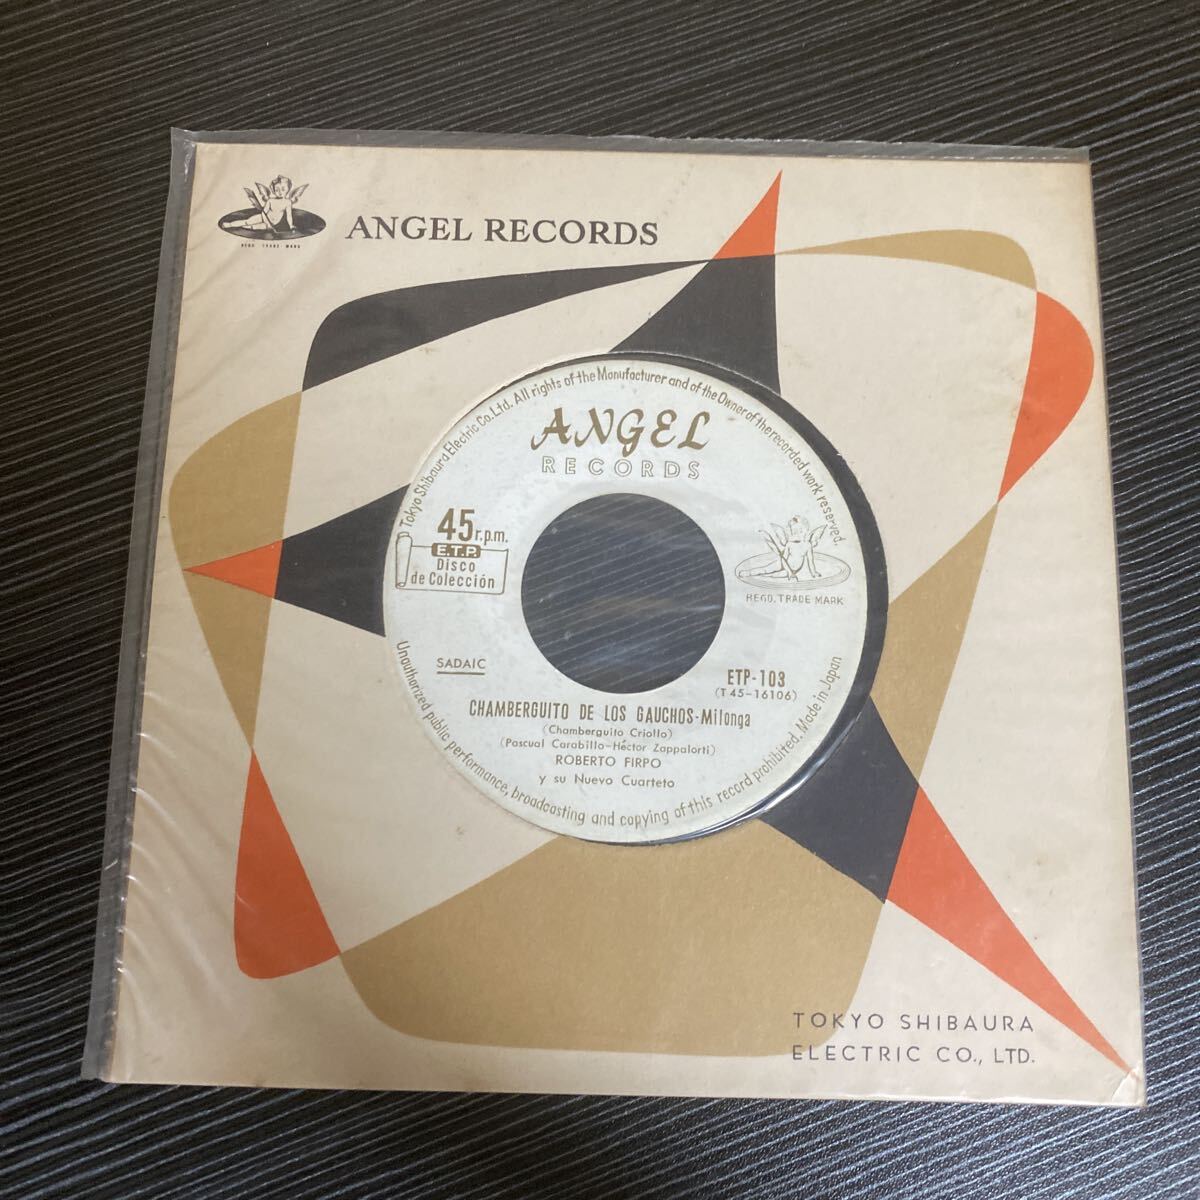 REGD. TRADE MARK
ANGEL RECORDS
Tokyo Shibaura Electric Co.Ltd. All rights of the Manufacturer and of the Owner of the recorded work reserved.
ANGEL
RECORDS
45 r.p.m.
E.T.P.
Disco
de Colección
REGD. TRADE MARK
SADAIC
ETP-103
(T45-16106)
CHAMBERGUITO DE LOS GAUCHOS-Milonga
(Chamberguito Criollo)
(Pascual Carabillo-Héctor Zappalorti)
ROBERTO FIRPO
y su Nuevo Cuarteto
Unauthorized public performance, broadcasting and copying of this record prohibited. Made in Japan
TOKYO SHIBAURA
ELECTRIC CO., LTD.